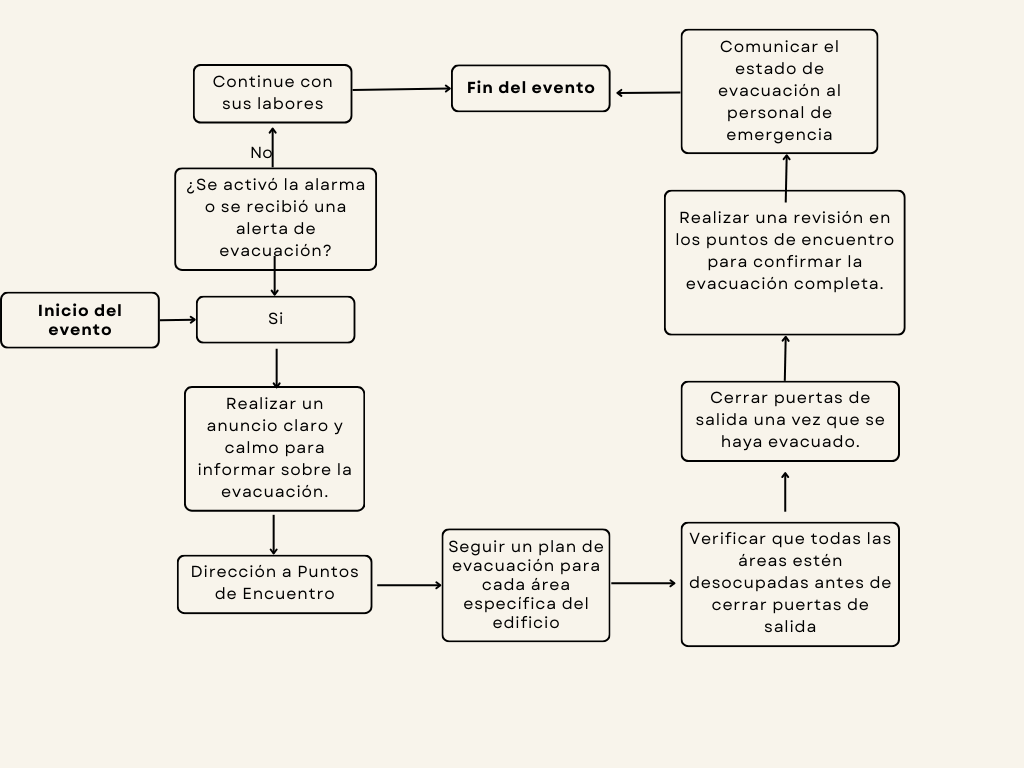 Comunicar el
estado de
evacuación al
personal de
emergencia
Continue con
sus labores
Fin del evento
No
¿Se activó la alarma
o se recibió una
alerta de
evacuación?
Realizar una revisión en
los puntos de encuentro
para confirmar la
evacuación completa.
Inicio del
evento
Si
Realizar un
anuncio claro y
calmo para
informar sobre la
evacuación.
Cerrar puertas de
salida una vez que se
haya evacuado.
Dirección a Puntos
de Encuentro
Seguir un plan de
evacuación para
cada área
específica del
edificio
Verificar que todas las
áreas estén
desocupadas antes de
cerrar puertas de
salida